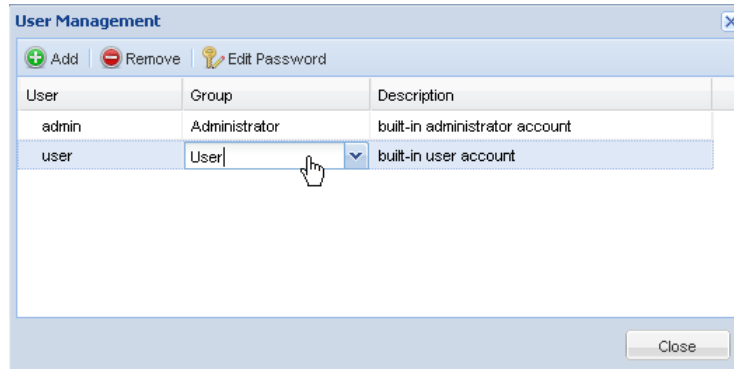 User Management
Add Remove Edit Password
User Group Description
admin Administrator built-in administrator account
user User built-in user account
Close